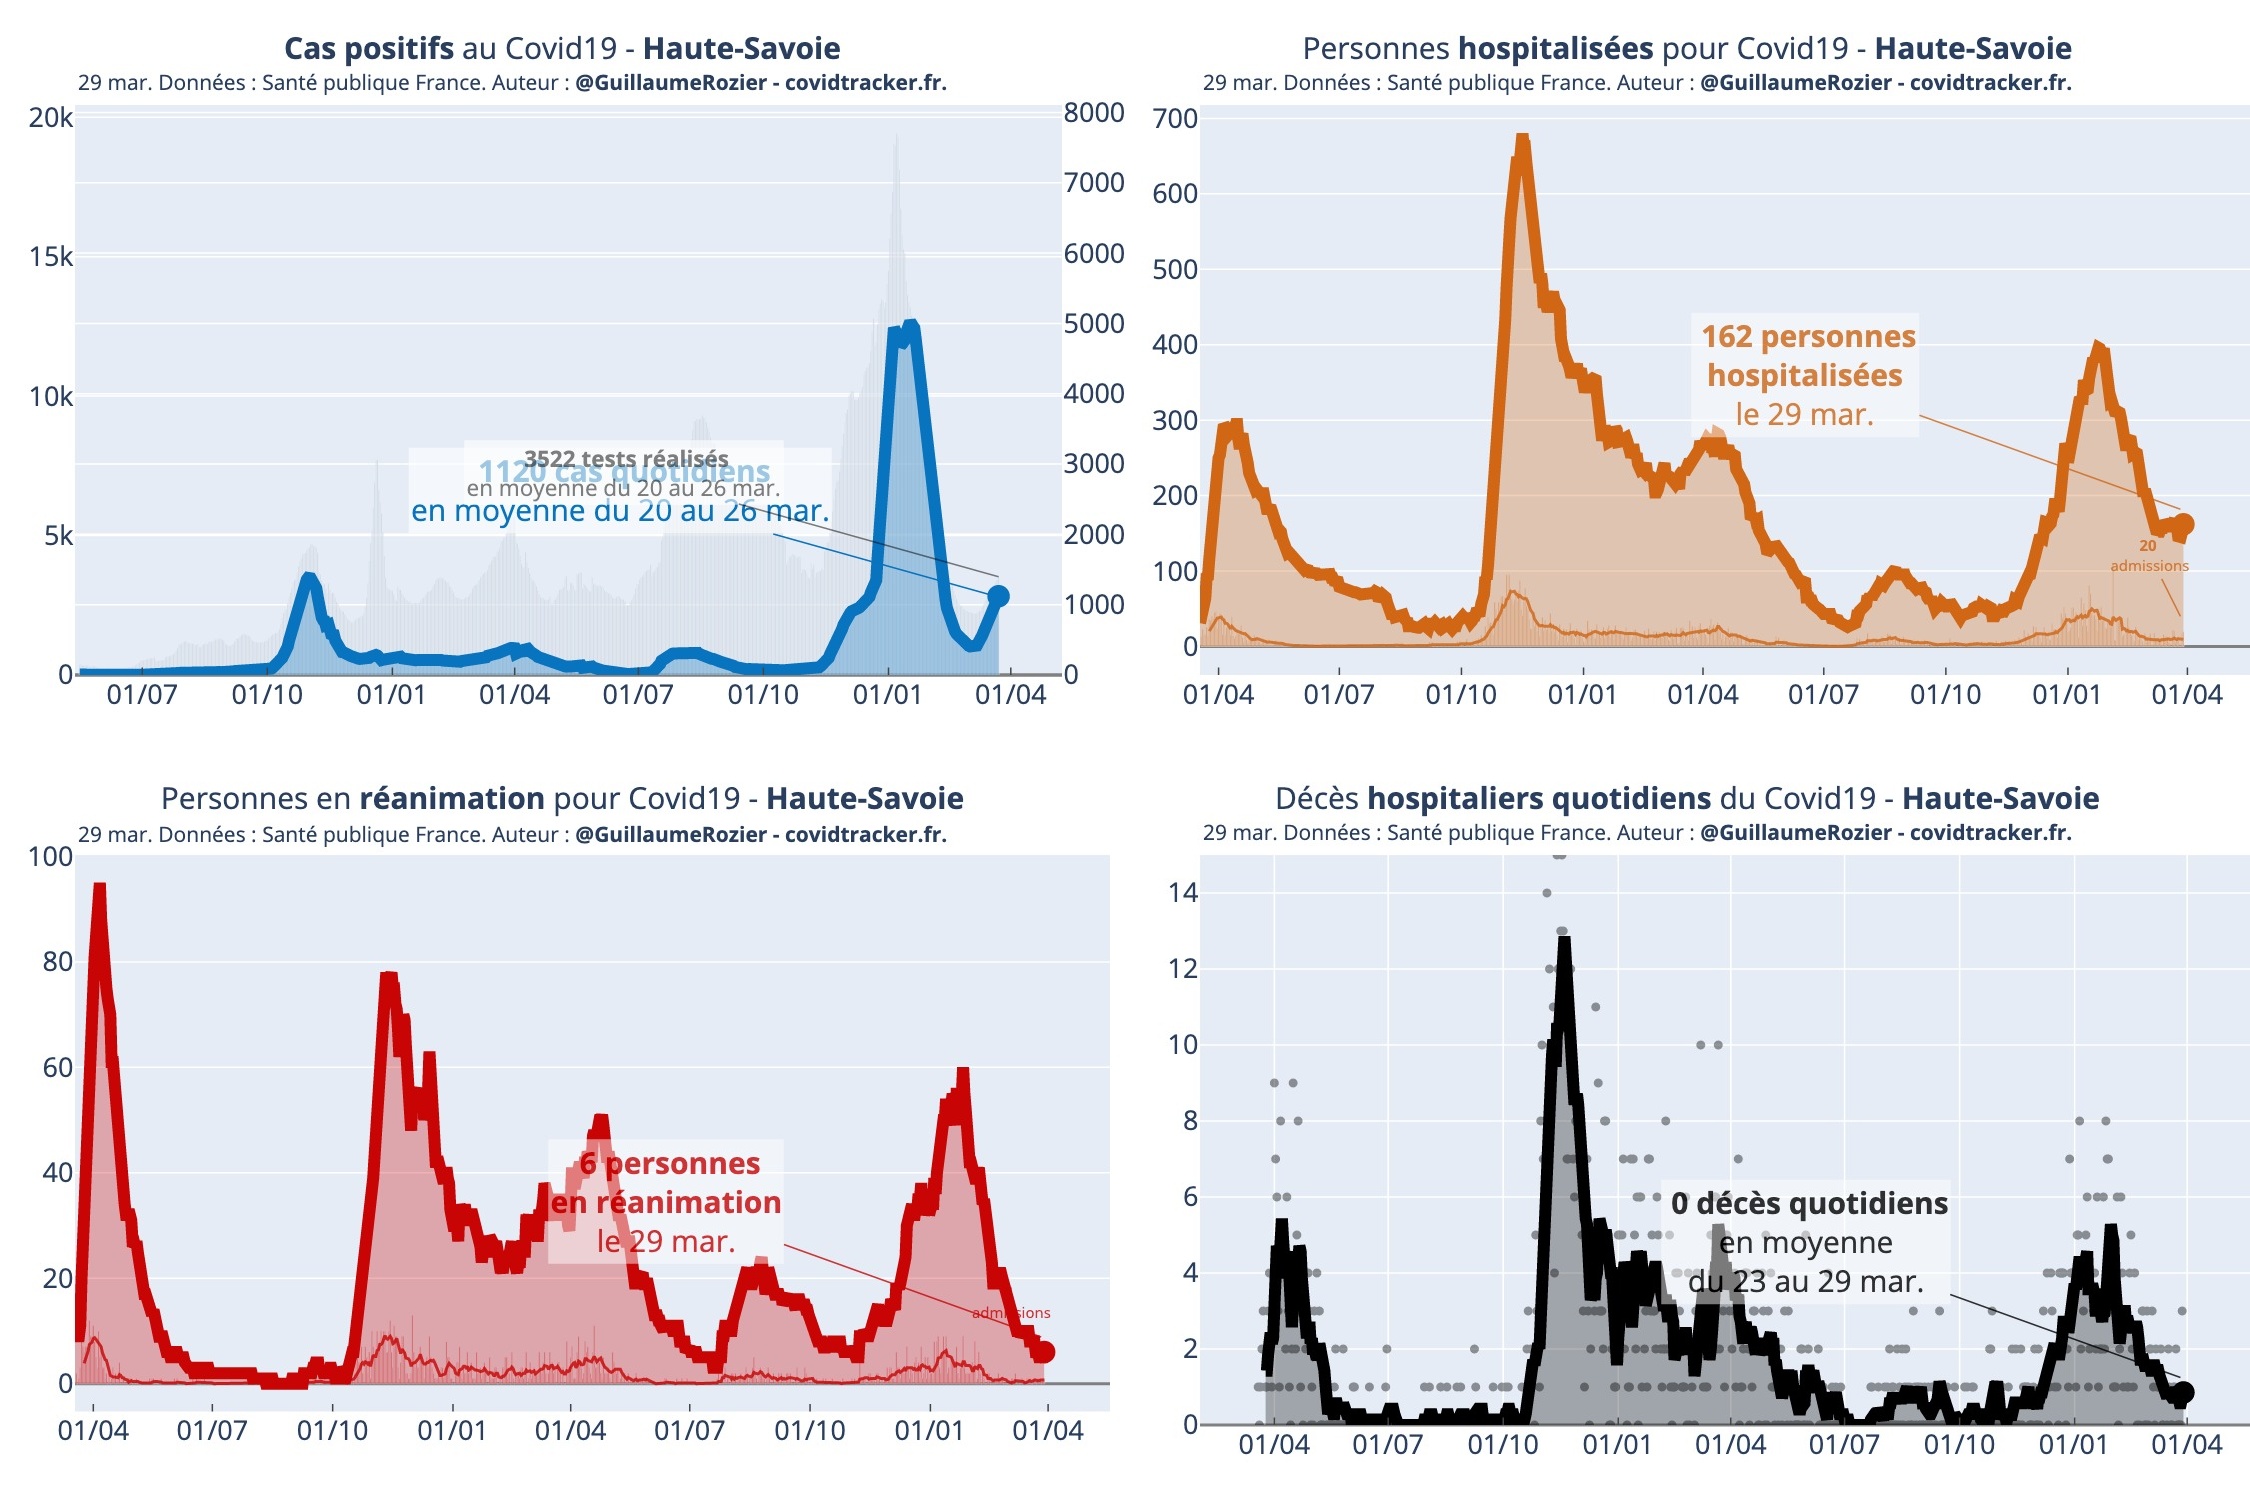 Cas positifs au Covid19 - Haute-Savoie
29 mar. Données : Santé publique France. Auteur : @GuillaumeRozier - covidtracker.fr.
20k
15k
10k
5k
0
8000
7000
6000
5000
4000
3000
2000
1000
0
3522 tests réalisés
en moyenne du 20 au 26 mar.
1120 cas quotidiens
en moyenne du 20 au 26 mar.
01/07 01/10 01/01 01/04 01/07 01/10 01/01 01/04
Personnes hospitalisées pour Covid19 - Haute-Savoie
29 mar. Données : Santé publique France. Auteur : @GuillaumeRozier - covidtracker.fr.
700
600
500
400
300
200
100
0
162 personnes
hospitalisées
le 29 mar.
20
admissions
01/04 01/07 01/10 01/01 01/04 01/07 01/10 01/01 01/04
Personnes en réanimation pour Covid19 - Haute-Savoie
29 mar. Données : Santé publique France. Auteur : @GuillaumeRozier - covidtracker.fr.
100
80
60
40
20
0
6 personnes
en réanimation
le 29 mar.
admissions
01/04 01/07 01/10 01/01 01/04 01/07 01/10 01/01 01/04
Décès hospitaliers quotidiens du Covid19 - Haute-Savoie
29 mar. Données : Santé publique France. Auteur : @GuillaumeRozier - covidtracker.fr.
14
12
10
8
6
4
2
0
0 décès quotidiens
en moyenne
du 23 au 29 mar.
01/04 01/07 01/10 01/01 01/04 01/07 01/10 01/01 01/04